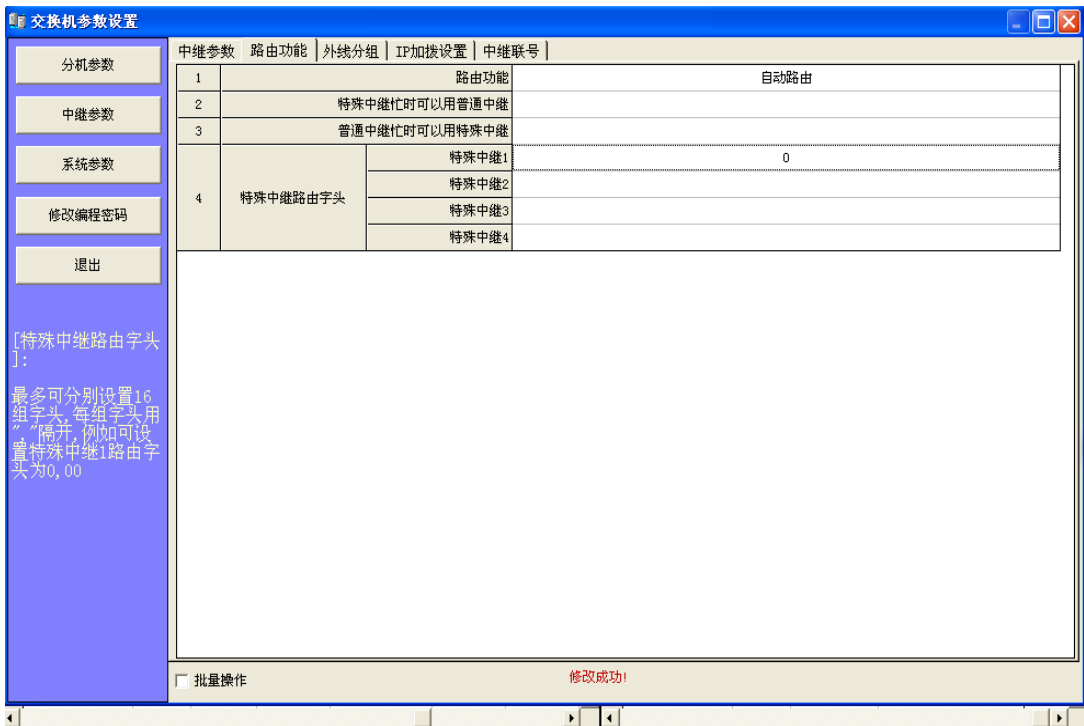 交换机参数设置
分机参数
中继参数
系统参数
修改编程密码
退出
[特殊中继路由字头
]:
最多可分别设置16
组字头,每组字头用
","隔开,例如可设
置特殊中继1路由字
头为0,00
中继参数 路由功能 外线分组 IP加拨设置 中继联号
1 路由功能 自动路由
2 特殊中继忙时可以用普通中继
3 普通中继忙时可以用特殊中继
4 特殊中继路由字头
特殊中继1 0
特殊中继2
特殊中继3
特殊中继4
批量操作 修改成功!